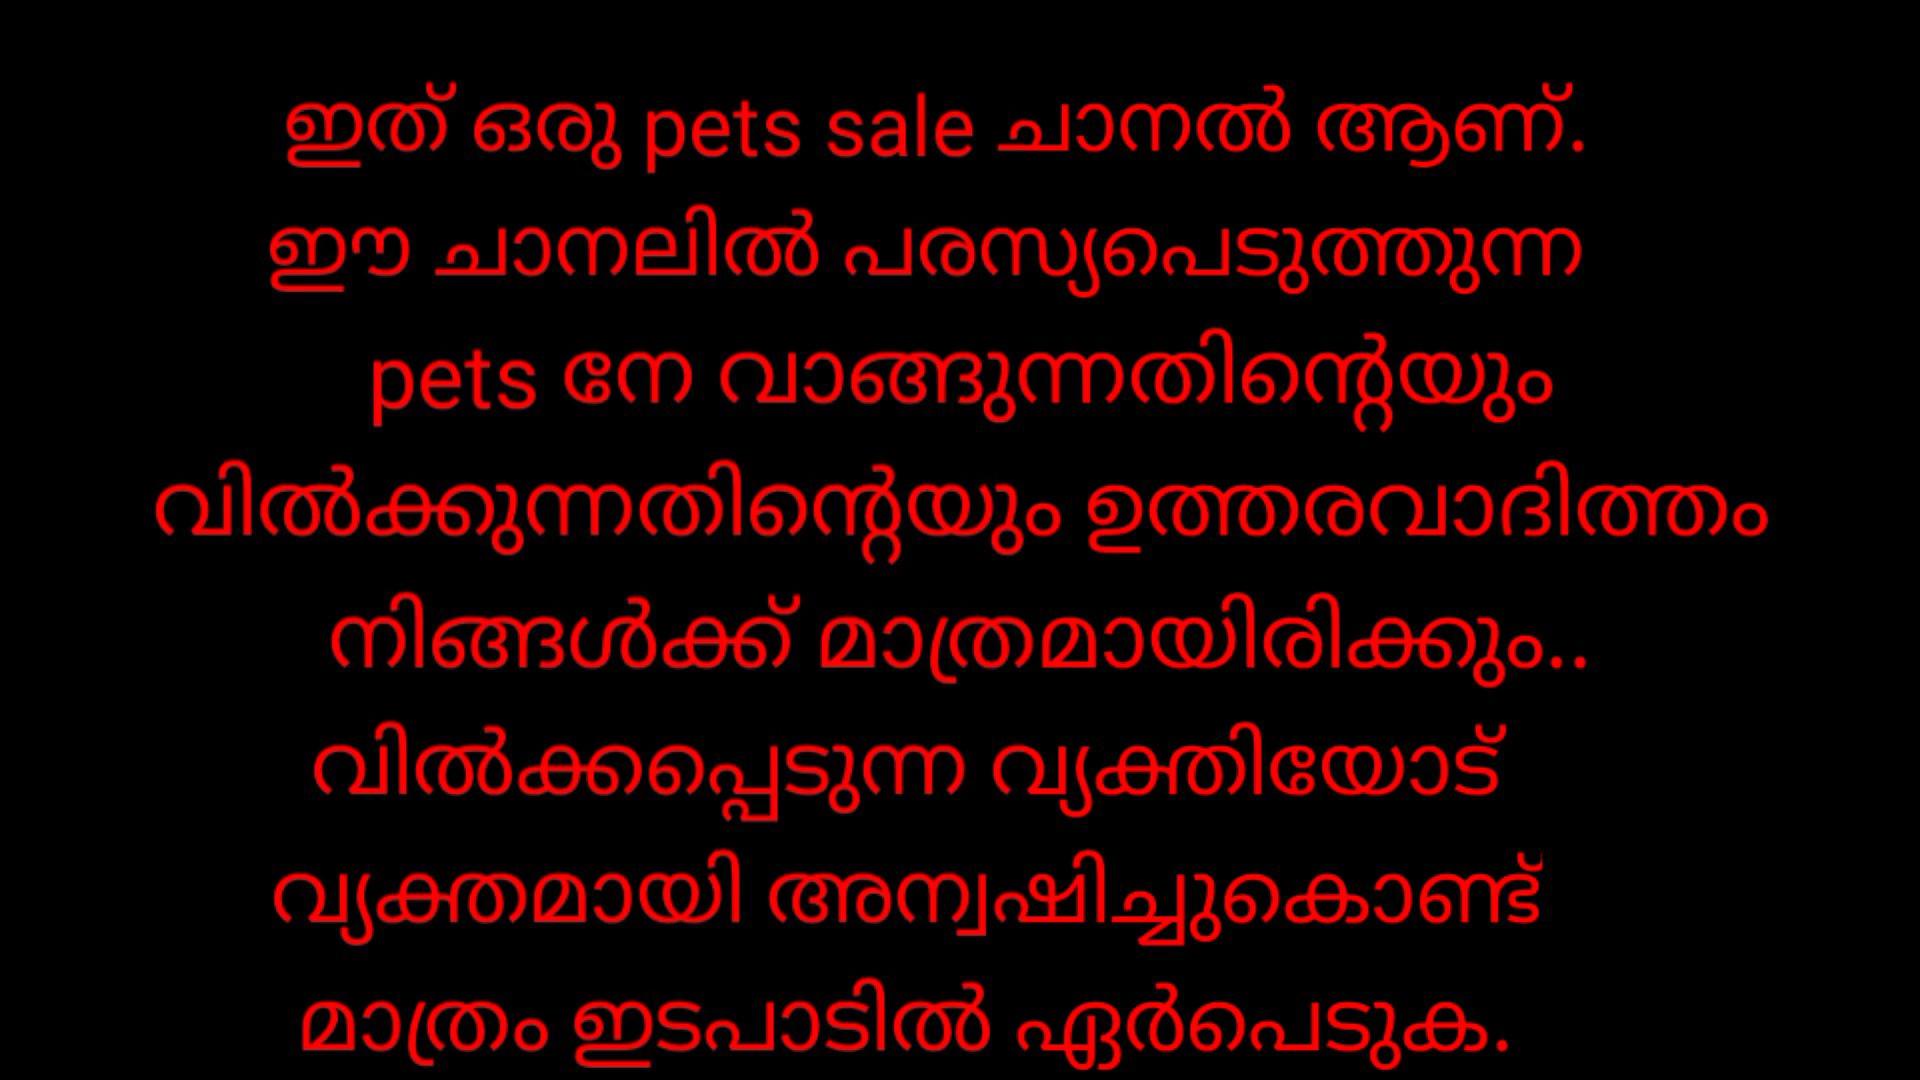 ഇത് ഒരു pets sale ചാനൽ ആണ്.
ഈ ചാനലിൽ പരസ്യപെടുത്തുന്ന
pets നേ വാങ്ങുന്നതിന്റെയും
വിൽക്കുന്നതിന്റെയും ഉത്തരവാദിത്തം
നിങ്ങൾക്ക് മാത്രമായിരിക്കും..
വിൽക്കപ്പെടുന്ന വ്യക്തിയോട്
വ്യക്തമായി അന്വഷിച്ചുകൊണ്ട്
മാത്രം ഇടപാടിൽ ഏർപെടുക.